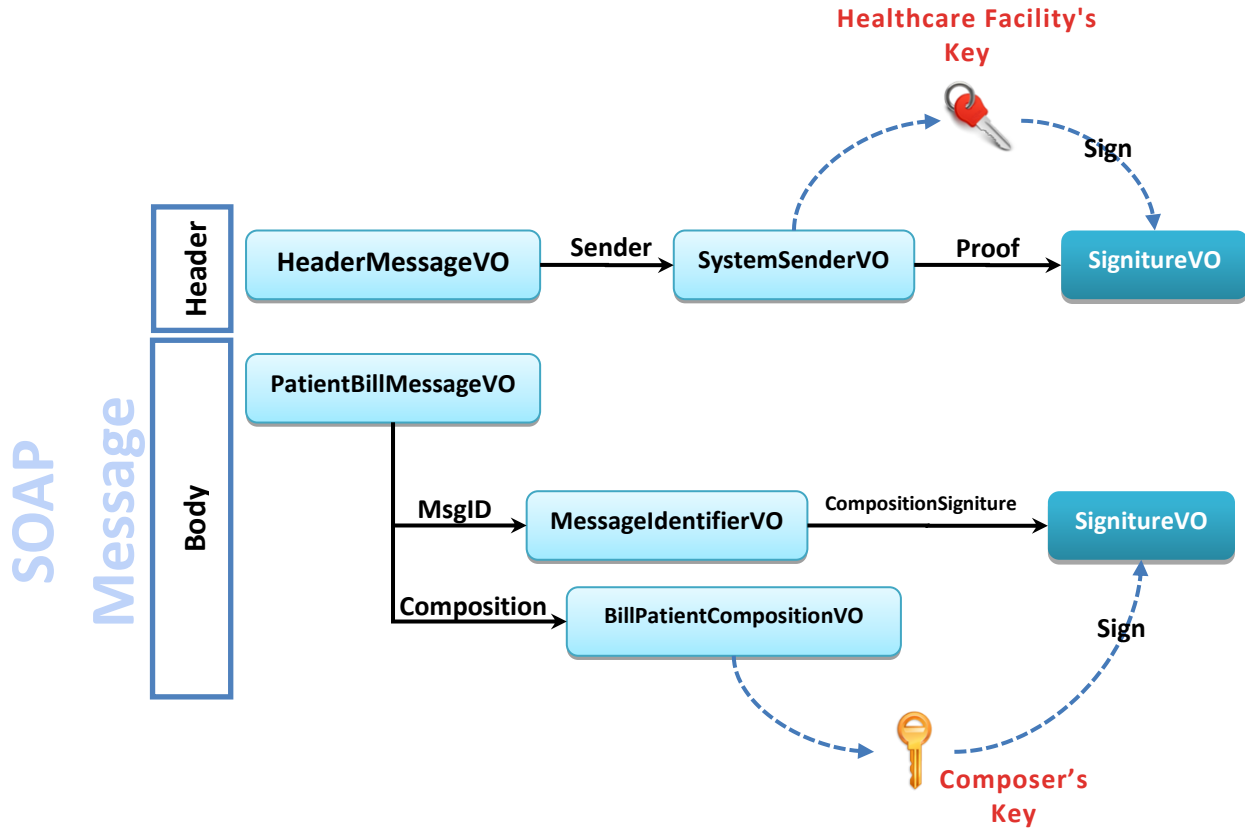 Healthcare Facility's
Key
Sign
Header
HeaderMessageVO
Sender
SystemSenderVO
Proof
SignitureVO
SOAP
Message
Body
PatientBillMessageVO
MsgID
MessageIdentifierVO
CompositionSigniture
SignitureVO
Composition
BillPatientCompositionVO
Sign
Composer’s
Key